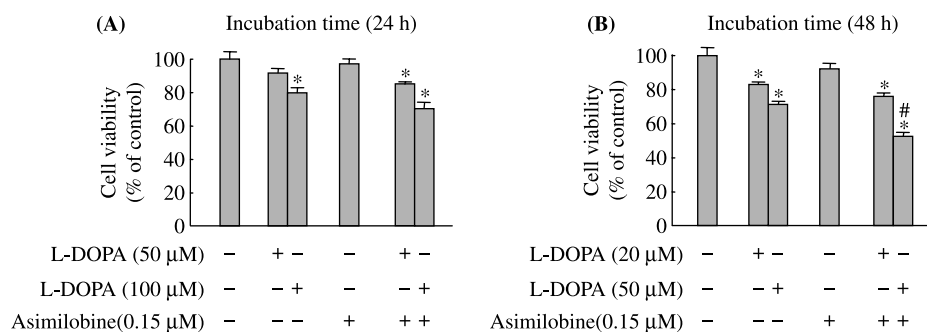 (A) Incubation time (24 h)
Cell viability
(% of control)
100
80
60
80
20
0
* * *
L-DOPA (50 μM) – + – – + –
L-DOPA (100 μM) – – + – – +
Asimilobine(0.15 μM) – – – + + +
(B) Incubation time (48 h)
Cell viability
(% of control)
100
80
60
80
20
0
* * * # *
L-DOPA (20 μM) – + – – + –
L-DOPA (50 μM) – – + – – +
Asimilobine(0.15 μM) – – – + + +